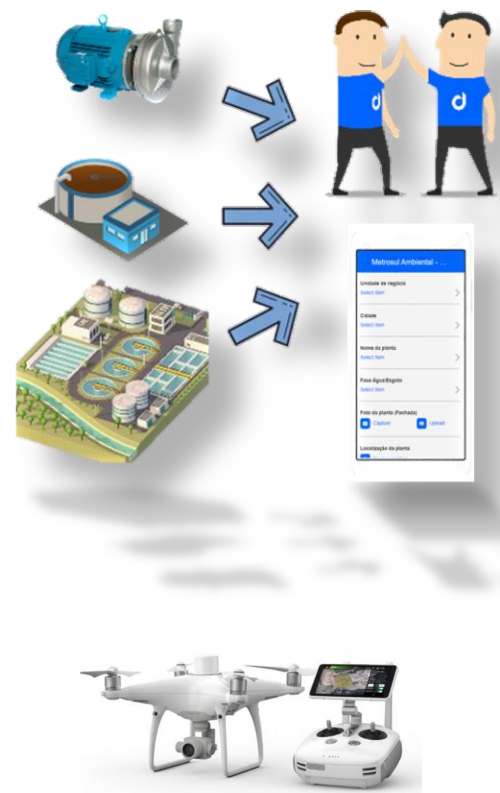 d
d
Metrosul Ambiental - ...
Unidade de negócio
Select Item
Cidade
Select Item
Nome da planta
Select Item
Fase Água/Esgoto
Select Item
Foto da planta (Fachada)
Capture
Upload
Localização da planta